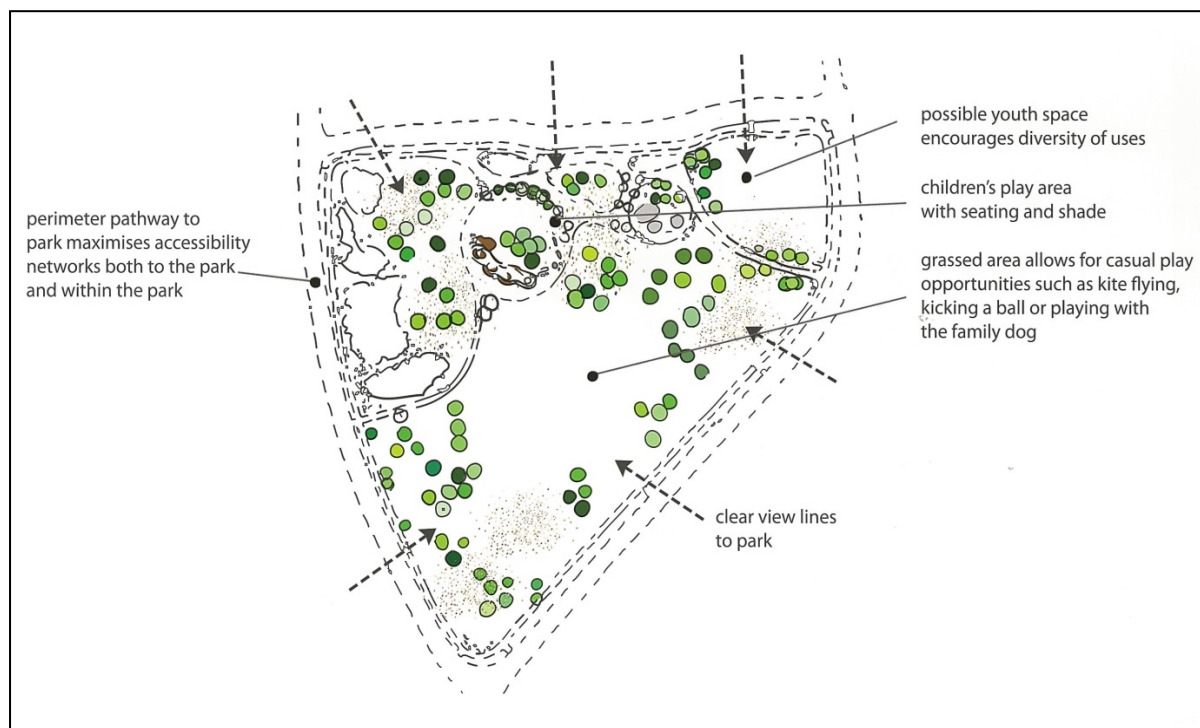 possible youth space
encourages diversity of uses
children's play area
with seating and shade
perimeter pathway to
park maximises accessibility
networks both to the park
and within the park
grassed area allows for casual play
opportunities such as kite flying,
kicking a ball or playing with
the family dog
clear view lines
to park